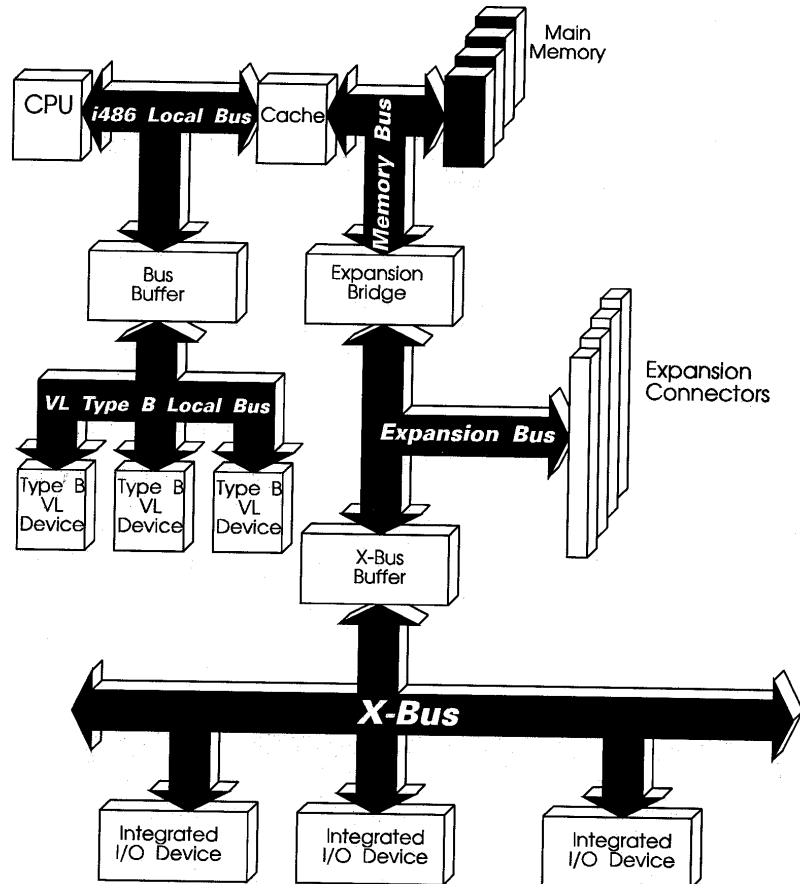 Main
Memory
CPU
i486 Local Bus
Cache
Memory Bus
Bus
Buffer
Expansion
Bridge
Expansion
Connectors
VL Type B Local Bus
Expansion Bus
Type B
VL
Device
Type B
VL
Device
Type B
VL
Device
X-Bus
Buffer
X-Bus
Integrated
I/O Device
Integrated
I/O Device
Integrated
I/O Device